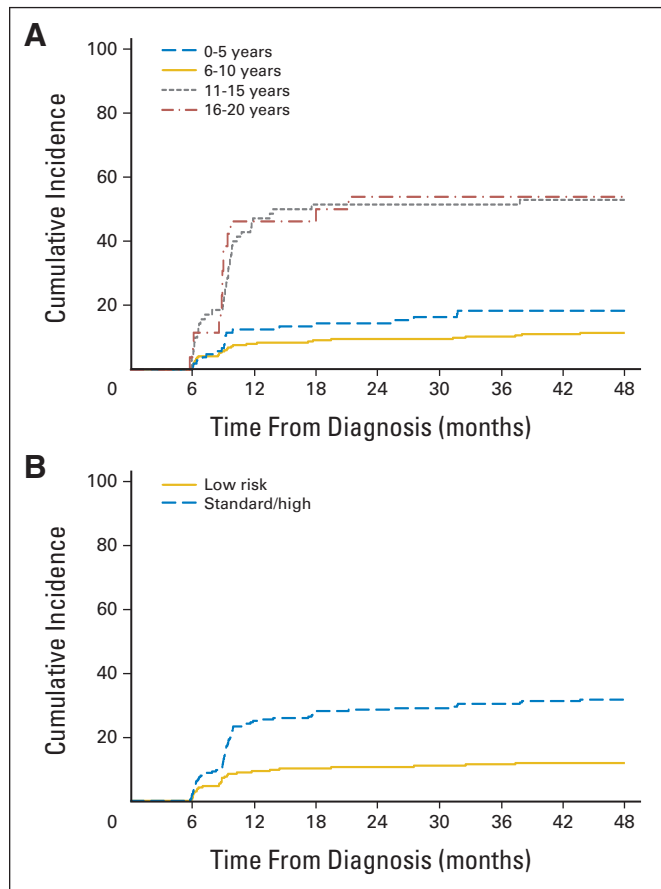 A
100
80
60
40
20
0
Cumulative Incidence
0-5 years
6-10 years
11-15 years
16-20 years
6 12 18 24 30 36 42 48
Time From Diagnosis (months)
B
100
80
60
40
20
0
Cumulative Incidence
Low risk
Standard/high
6 12 18 24 30 36 42 48
Time From Diagnosis (months)